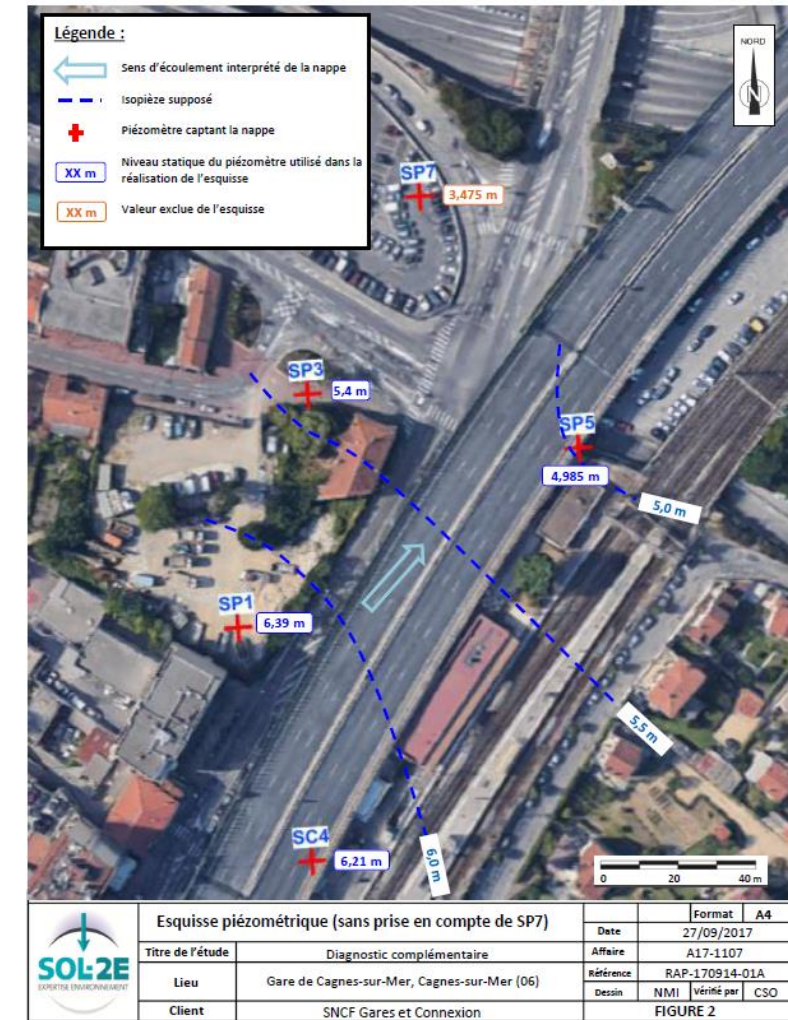 Légende :
Sens d'écoulement interprété de la nappe
Isopièze supposé
Piézomètre captant la nappe
XX m
Niveau statique du piézomètre utilisé dans la
réalisation de l'esquisse
XX m
Valeur exclue de l'esquisse
NORD
N
SP7
3,475 m
SP3
5,4 m
SP5
4,985 m
5,0 m
SP1
6,39 m
5,5 m
SC4
6,21 m
6,0 m
0 20 40 m
SOL-2E
EXPERTISE ENVIRONNEMENT
Esquisse piézométrique (sans prise en compte de SP7)
Format A4
Date 27/09/2017
Titre de l'étude Diagnostic complémentaire
Affaire A17-1107
Lieu Gare de Cagnes-sur-Mer, Cagnes-sur-Mer (06)
Référence RAP-170914-01A
Dessin NMI Vérifié par CSO
Client SNCF Gares et Connexion
FIGURE 2